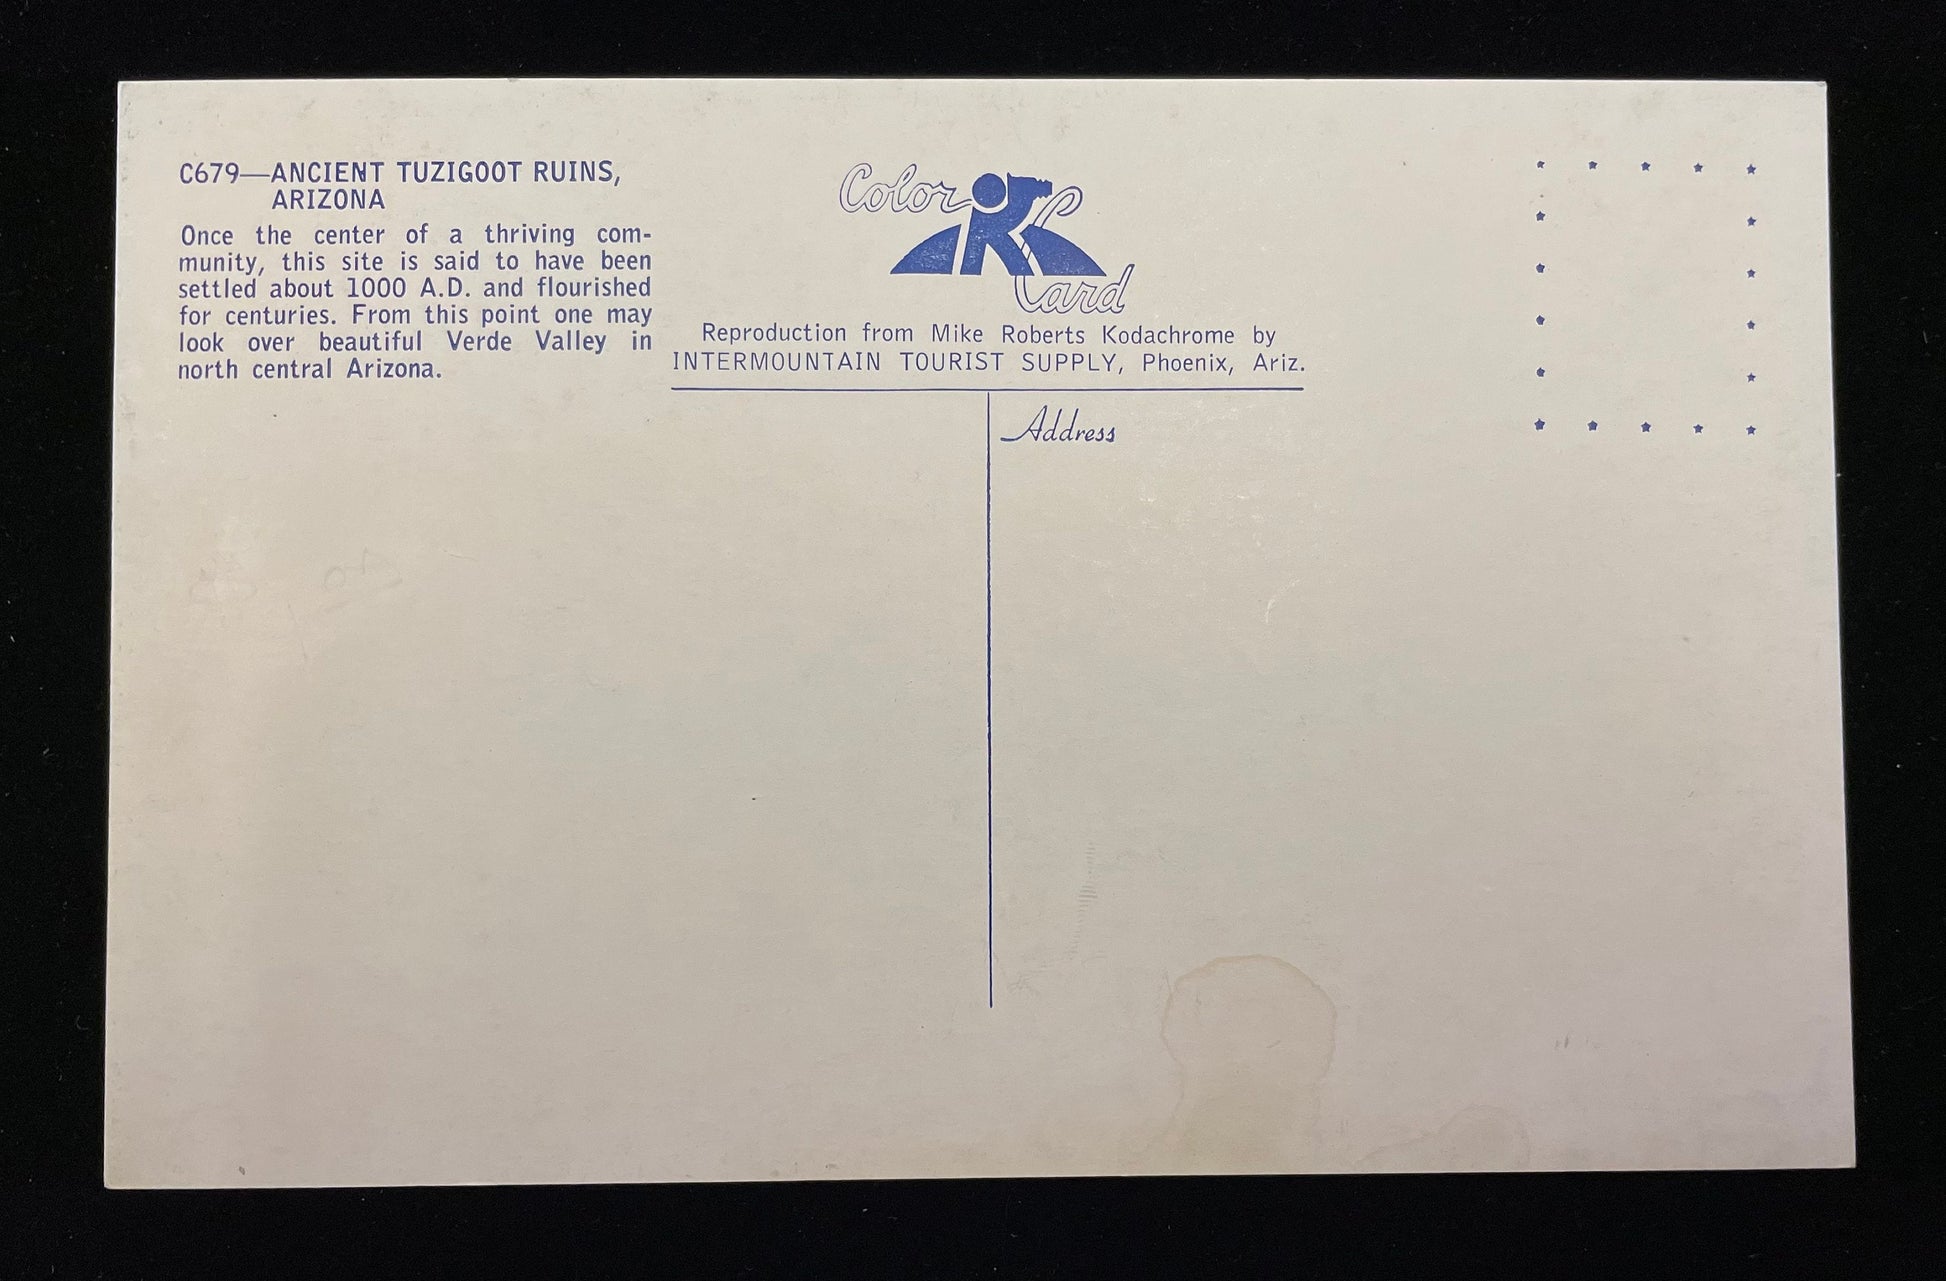 C679—ANCIENT TUZIGOOT RUINS,
ARIZONA
Once the center of a thriving com-
munity, this site is said to have been
settled about 1000 A.D. and flourished
for centuries. From this point one may
look over beautiful Verde Valley in
north central Arizona.
Color
Card
Reproduction from Mike Roberts Kodachrome by
INTERMOUNTAIN TOURIST SUPPLY, Phoenix, Ariz.
Address